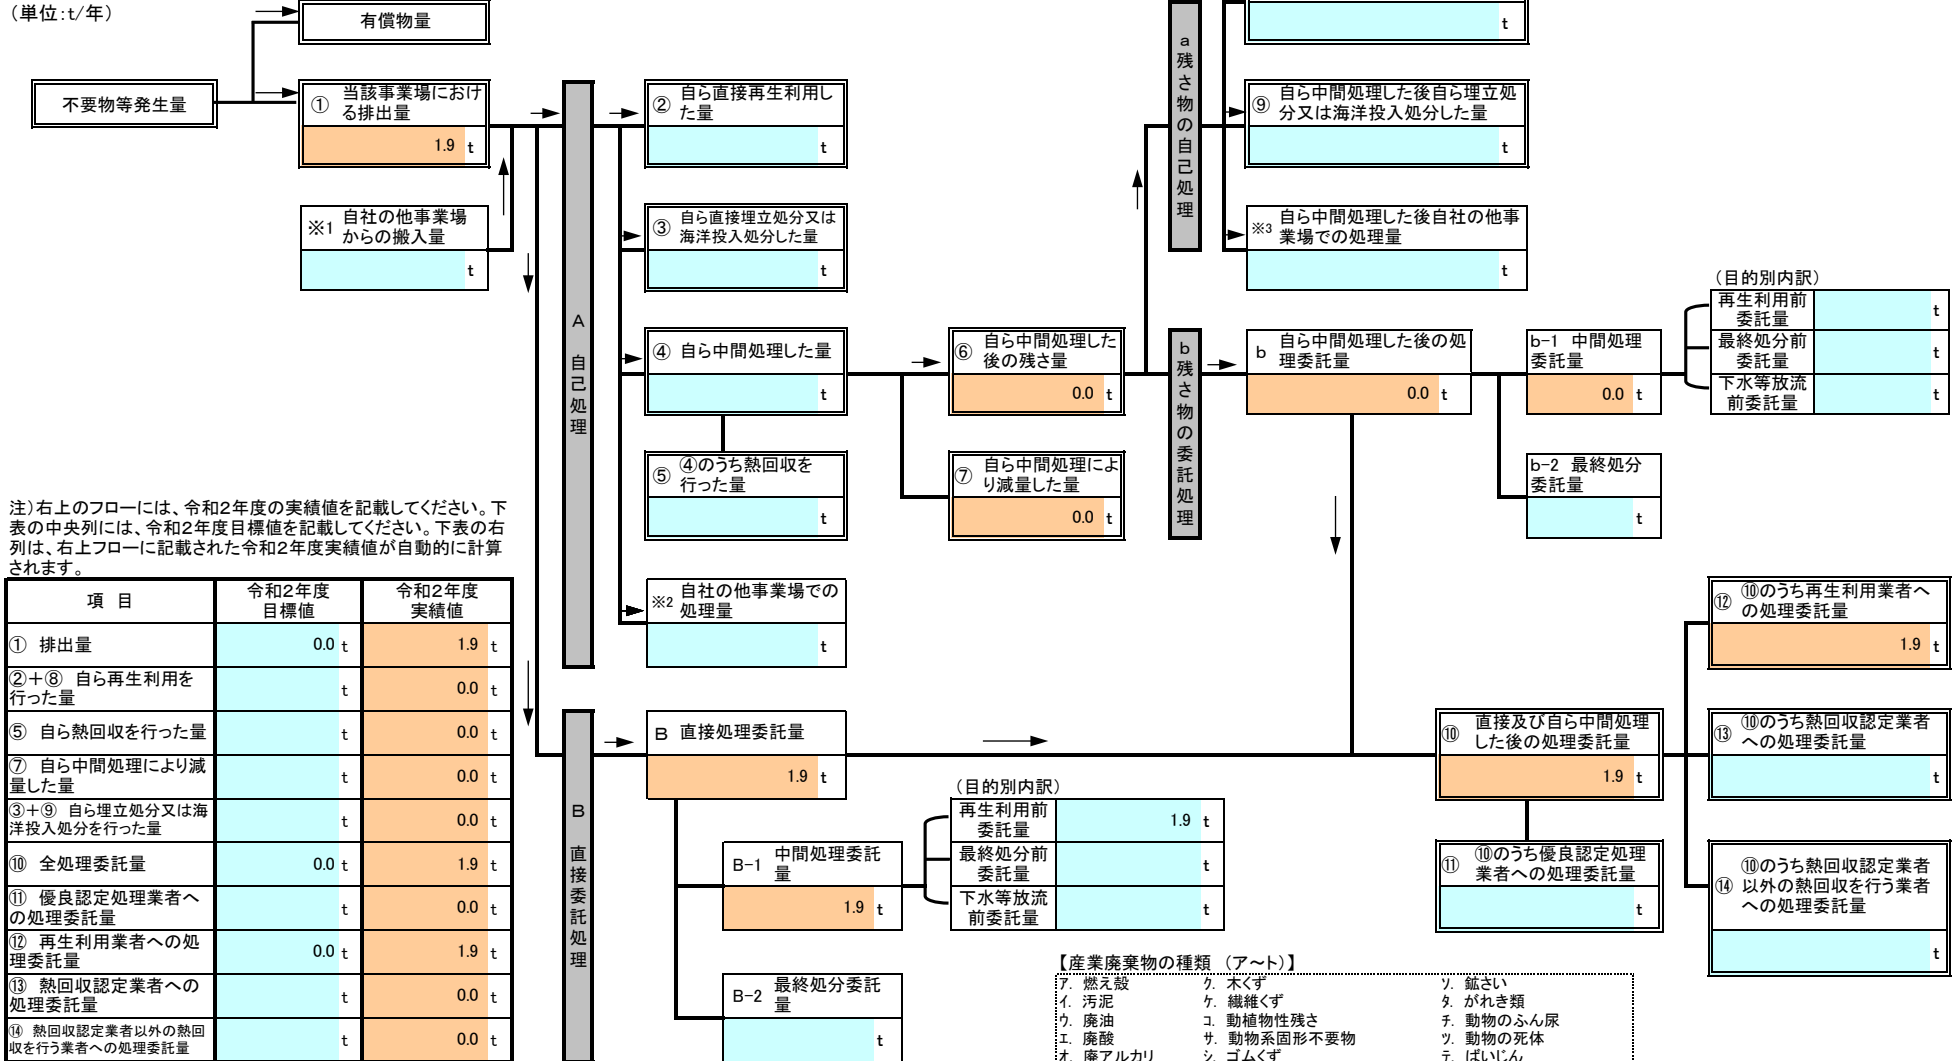 （単位：ｔ/年）
有償物量
不要物等発生量
① 当該事業場におけ
る排出量
1.9 t
※1 自社の他事業場
からの搬入量
t
A 自己処理
② 自ら直接再生利用し
た量
t
③ 自ら直接埋立処分又は
海洋投入処分した量
t
④ 自ら中間処理した量
t
⑤ ④のうち熱回収を
行った量
t
※2 自社の他事業場での
処理量
t
⑥ 自ら中間処理した
後の残さ量
0.0 t
⑦ 自ら中間処理によ
り減量した量
0.0 t
a残さ物の自己処理
t
⑨ 自ら中間処理した後自ら埋立処
分又は海洋投入処分した量
t
※3 自ら中間処理した後自社の他事
業場での処理量
t
b残さ物の委託処理
b 自ら中間処理した後の処
理委託量
0.0 t
b-1 中間処理
委託量
0.0 t
（目的別内訳）
再生利用前
委託量 t
最終処分前
委託量 t
下水等放流
前委託量 t
b-2 最終処分
委託量
t
注）右上のフローには、令和２年度の実績値を記載してください。下
表の中央列には、令和２年度目標値を記載してください。下表の右
列は、右上フローに記載された令和２年度実績値が自動的に計算
されます。
項 目 令和２年度
目標値 令和２年度
実績値
① 排出量 0.0 t 1.9 t
②＋⑧ 自ら再生利用を
行った量 t 0.0 t
⑤ 自ら熱回収を行った量 t 0.0 t
⑦ 自ら中間処理により減
量した量 t 0.0 t
③＋⑨ 自ら埋立処分又は海
洋投入処分を行った量 t 0.0 t
⑩ 全処理委託量 0.0 t 1.9 t
⑪ 優良認定処理業者へ
の処理委託量 t 0.0 t
⑫ 再生利用業者への処
理委託量 0.0 t 1.9 t
⑬ 熱回収認定業者への
処理委託量 t 0.0 t
⑭ 熱回収認定業者以外の熱回
収を行う業者への処理委託量 t 0.0 t
B 直接委託処理
B 直接処理委託量
1.9 t
B-1 中間処理委託
量
1.9 t
（目的別内訳）
再生利用前
委託量 1.9 t
最終処分前
委託量 t
下水等放流
前委託量 t
B-2 最終処分委託
量
t
⑩ 直接及び自ら中間処理
した後の処理委託量
1.9 t
⑪ ⑩のうち優良認定処理
業者への処理委託量
t
⑫ ⑩のうち再生利用業者へ
の処理委託量
1.9 t
⑬ ⑩のうち熱回収認定業者
への処理委託量
t
⑭ ⑩のうち熱回収認定業者
以外の熱回収を行う業者
への処理委託量
t
【産業廃棄物の種類 （ア～ト）】
ア. 燃え殻 ク. 木くず ソ. 鉱さい
イ. 汚泥 ケ. 繊維くず タ. がれき類
ウ. 廃油 コ. 動植物性残さ チ. 動物のふん尿
エ. 廃酸 サ. 動物系固形不要物 ツ. 動物の死体
オ. 廃アルカリ シ. ゴムくず テ. ばいじん